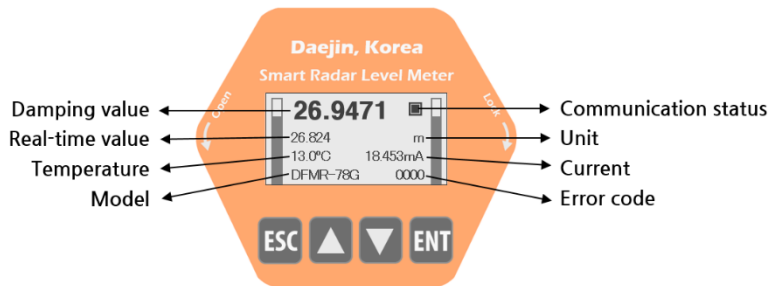 Daejin, Korea
Smart Radar Level Meter
Open
Lock
Damping value
26.9471
Communication status
Real-time value
26.824
m
Unit
Temperature
13.0°C
18.453mA
Current
Model
DFMR-78G
0000
Error code
ESC
ENT